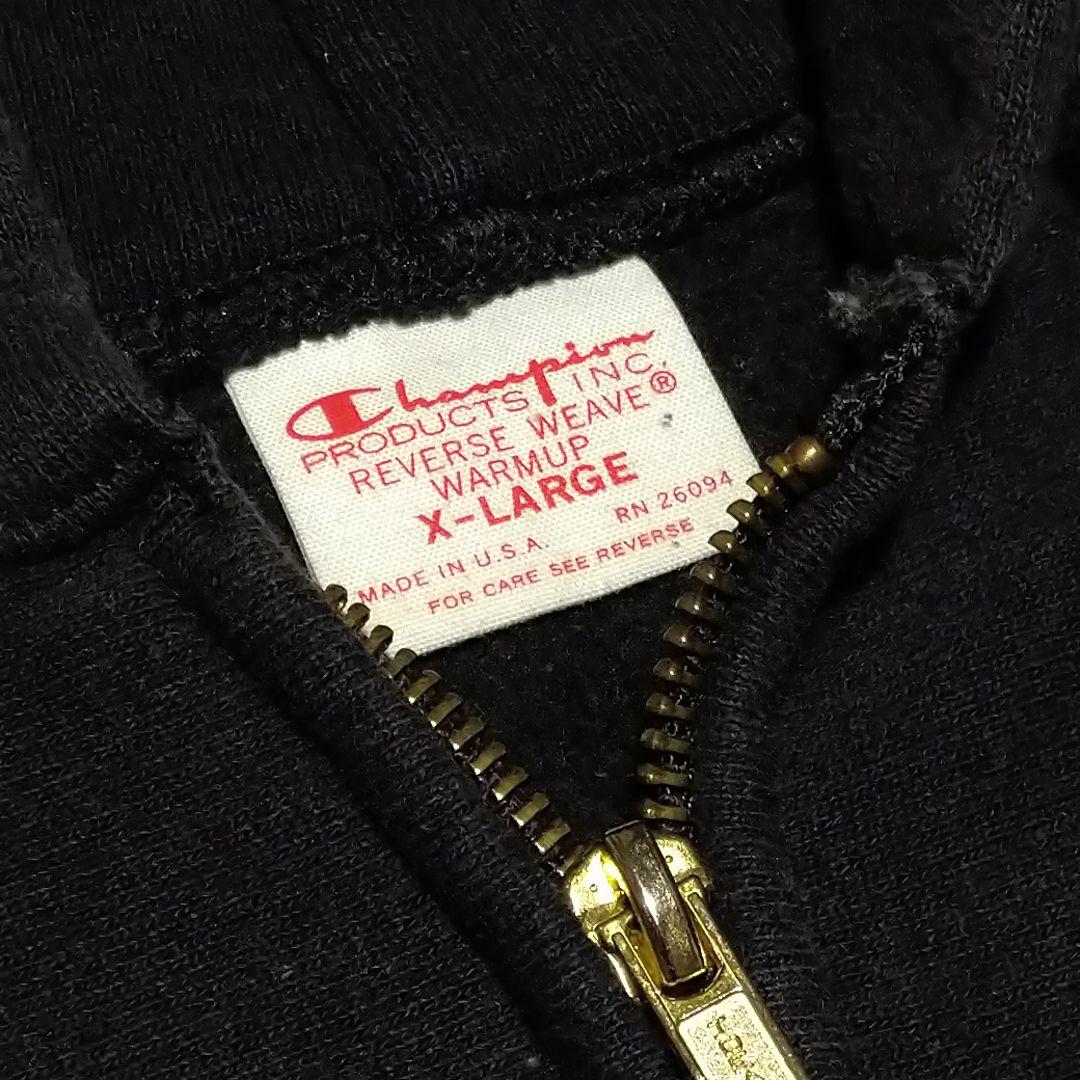 Champion
PRODUCTS INC.
REVERSE WEAVE®
WARMUP
X-LARGE
RN 26094
MADE IN U.S.A.
FOR CARE SEE REVERSE